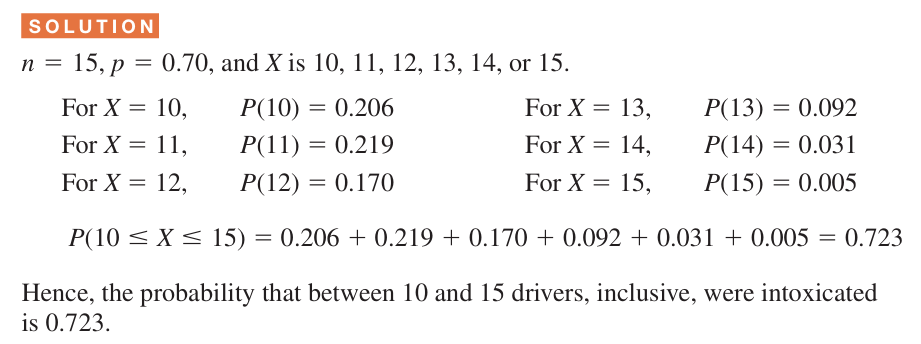 SOLUTION
n = 15, p = 0.70, and X is 10, 11, 12, 13, 14, or 15.
For X = 10, P(10) = 0.206 For X = 13, P(13) = 0.092
For X = 11, P(11) = 0.219 For X = 14, P(14) = 0.031
For X = 12, P(12) = 0.170 For X = 15, P(15) = 0.005
P(10 ≤ X ≤ 15) = 0.206 + 0.219 + 0.170 + 0.092 + 0.031 + 0.005 = 0.723
Hence, the probability that between 10 and 15 drivers, inclusive, were intoxicated
is 0.723.